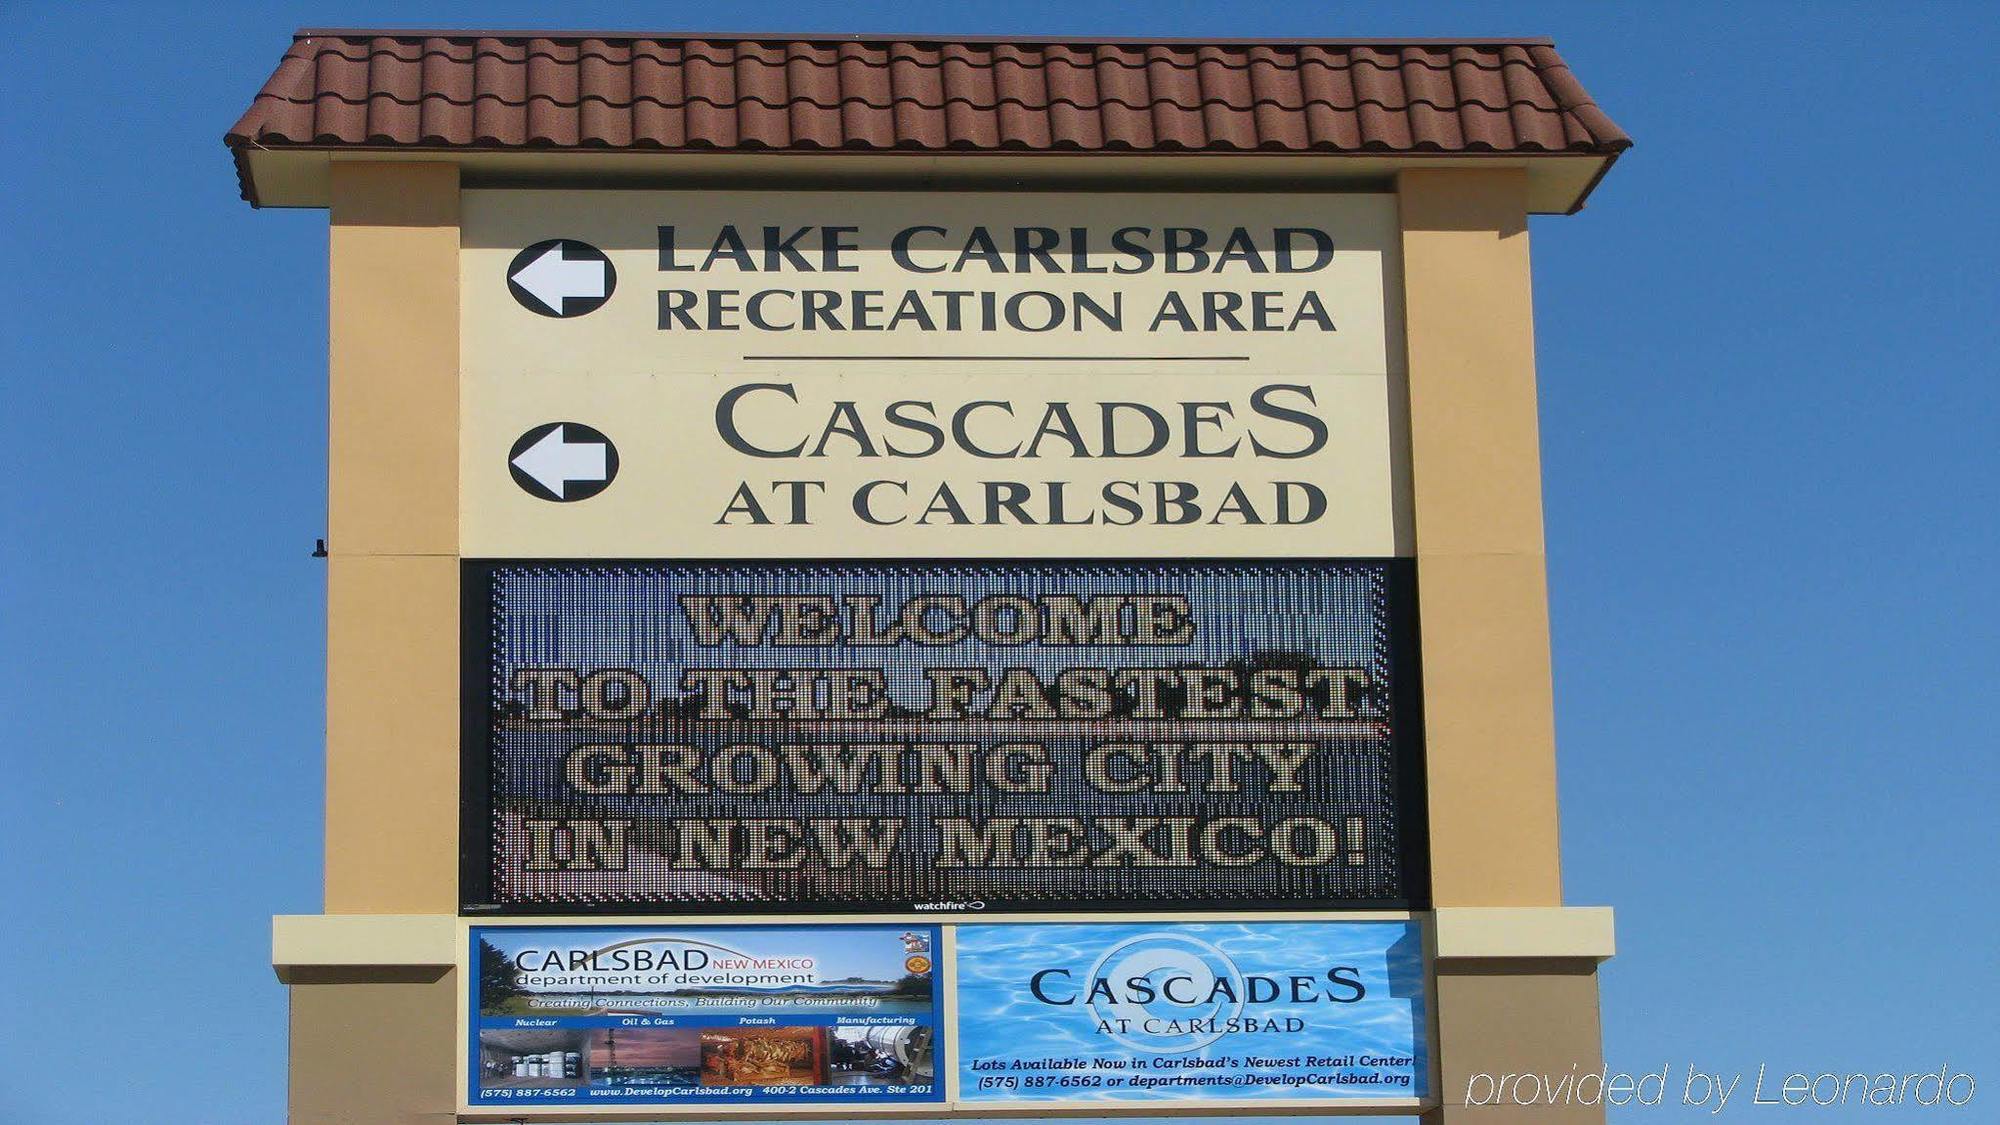 LAKE CARLSBAD
RECREATION AREA
CASCADES
AT CARLSBAD
WELCOME
TO THE FASTEST
GROWING CITY
IN NEW MEXICO!
watchfire
CARLSBAD NEW MEXICO
department of development
Creating Connections, Building Our Community
Nuclear Oil & Gas Potash Manufacturing
(575) 887-6562 www.DevelopCarlsbad.org 400-2 Cascades Ave. Ste 201
CASCADES
AT CARLSBAD
Lots Available Now in Carlsbad's Newest Retail Center!
(575) 887-6562 or departments@DevelopCarlsbad.org
provided by Leonardo